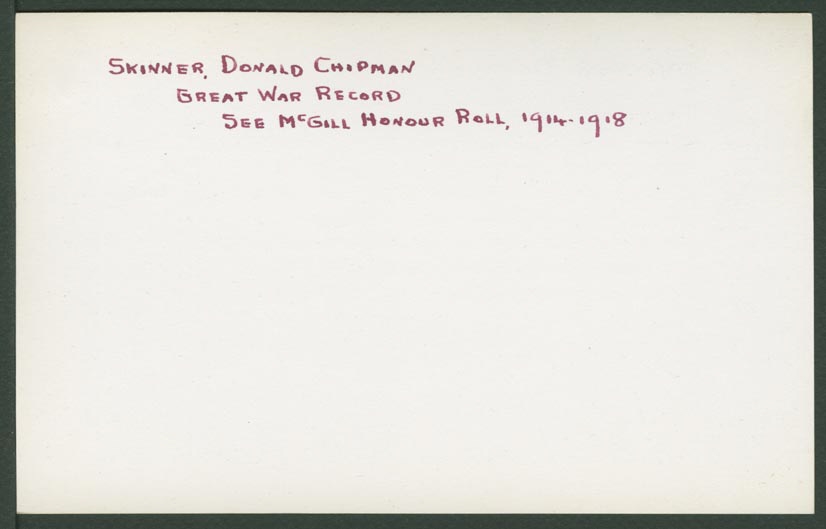 SKINNER, DONALD CHIPMAN
GREAT WAR RECORD
SEE McGILL HONOUR ROLL, 1914-1918